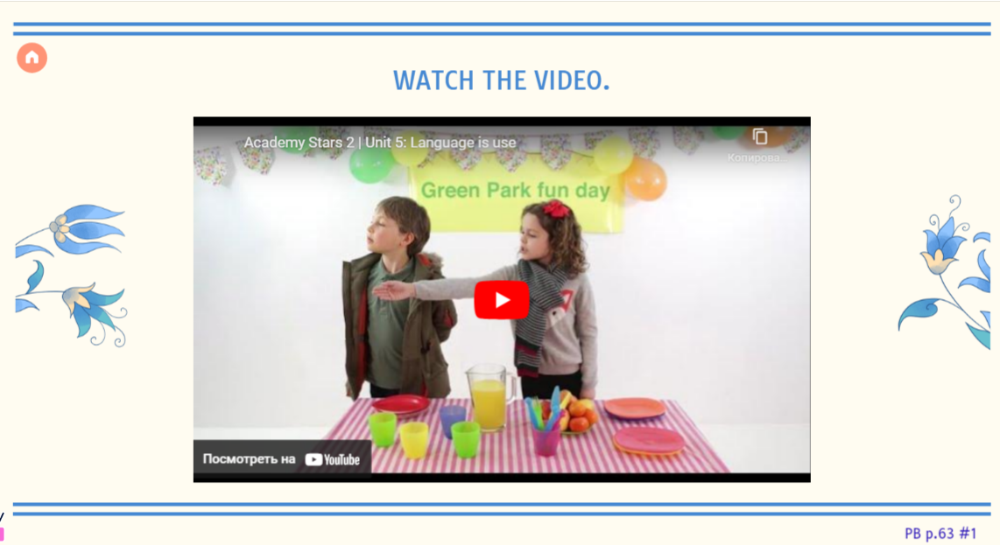 WATCH THE VIDEO.
Academy Stars 2 | Unit 5: Language is use
Копирова...
Green Park fun day
Посмотреть на YouTube
PB p.63 #1